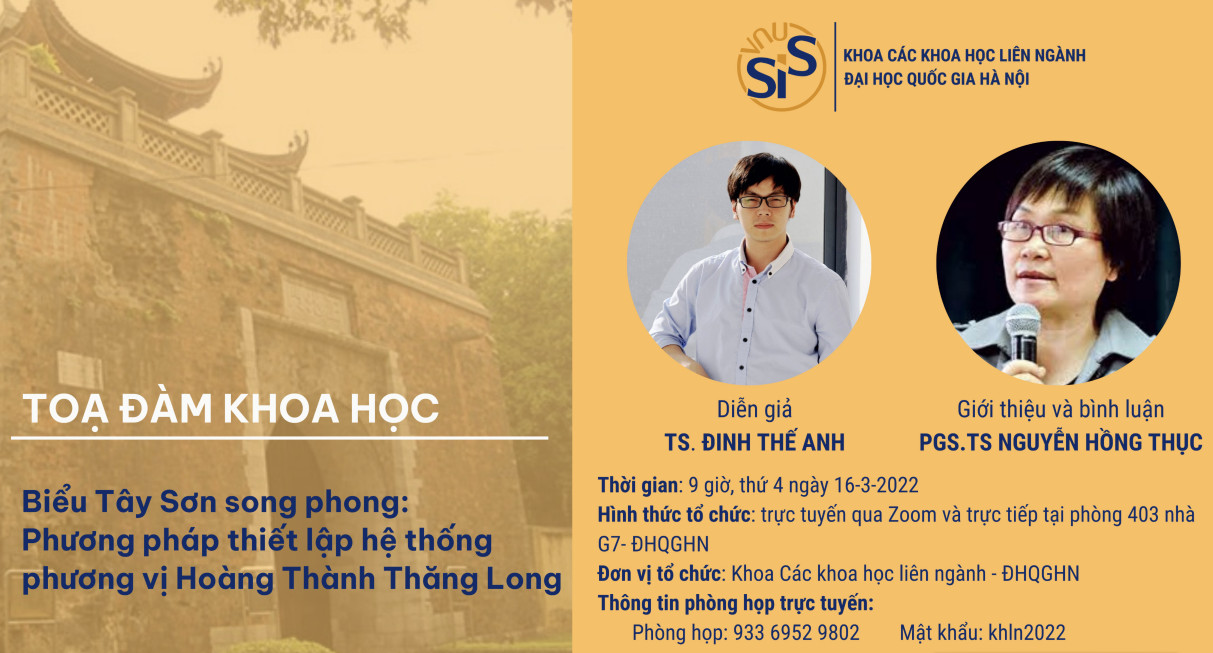 TOẠ ĐÀM KHOA HỌC
Biểu Tây Sơn song phong:
Phương pháp thiết lập hệ thống
phương vị Hoàng Thành Thăng Long
VNU
SIS
KHOA CÁC KHOA HỌC LIÊN NGÀNH
ĐẠI HỌC QUỐC GIA HÀ NỘI
Diễn giả
TS. ĐINH THẾ ANH
Giới thiệu và bình luận
PGS.TS NGUYỄN HỒNG THỤC
Thời gian: 9 giờ, thứ 4 ngày 16-3-2022
Hình thức tổ chức: trực tuyến qua Zoom và trực tiếp tại phòng 403 nhà
G7- ĐHQGHN
Đơn vị tổ chức: Khoa Các khoa học liên ngành - ĐHQGHN
Thông tin phòng họp trực tuyến:
Phòng họp: 933 6952 9802 Mật khẩu: khln2022